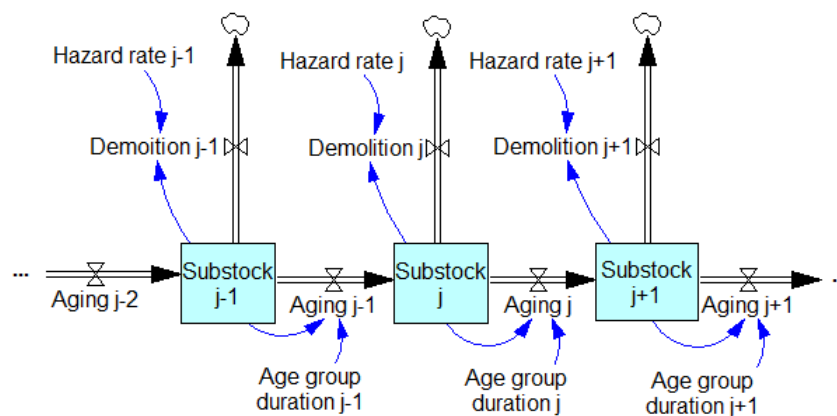 Hazard rate j-1
Hazard rate j
Hazard rate j+1
Demoition j-1
Demolition j
Demolition j+1
...
Substock
j-1
Substock
j
Substock
j+1
..
Aging j-2
Aging j-1
Aging j
Aging j+1
Age group
duration j-1
Age group
duration j
Age group
duration j+1